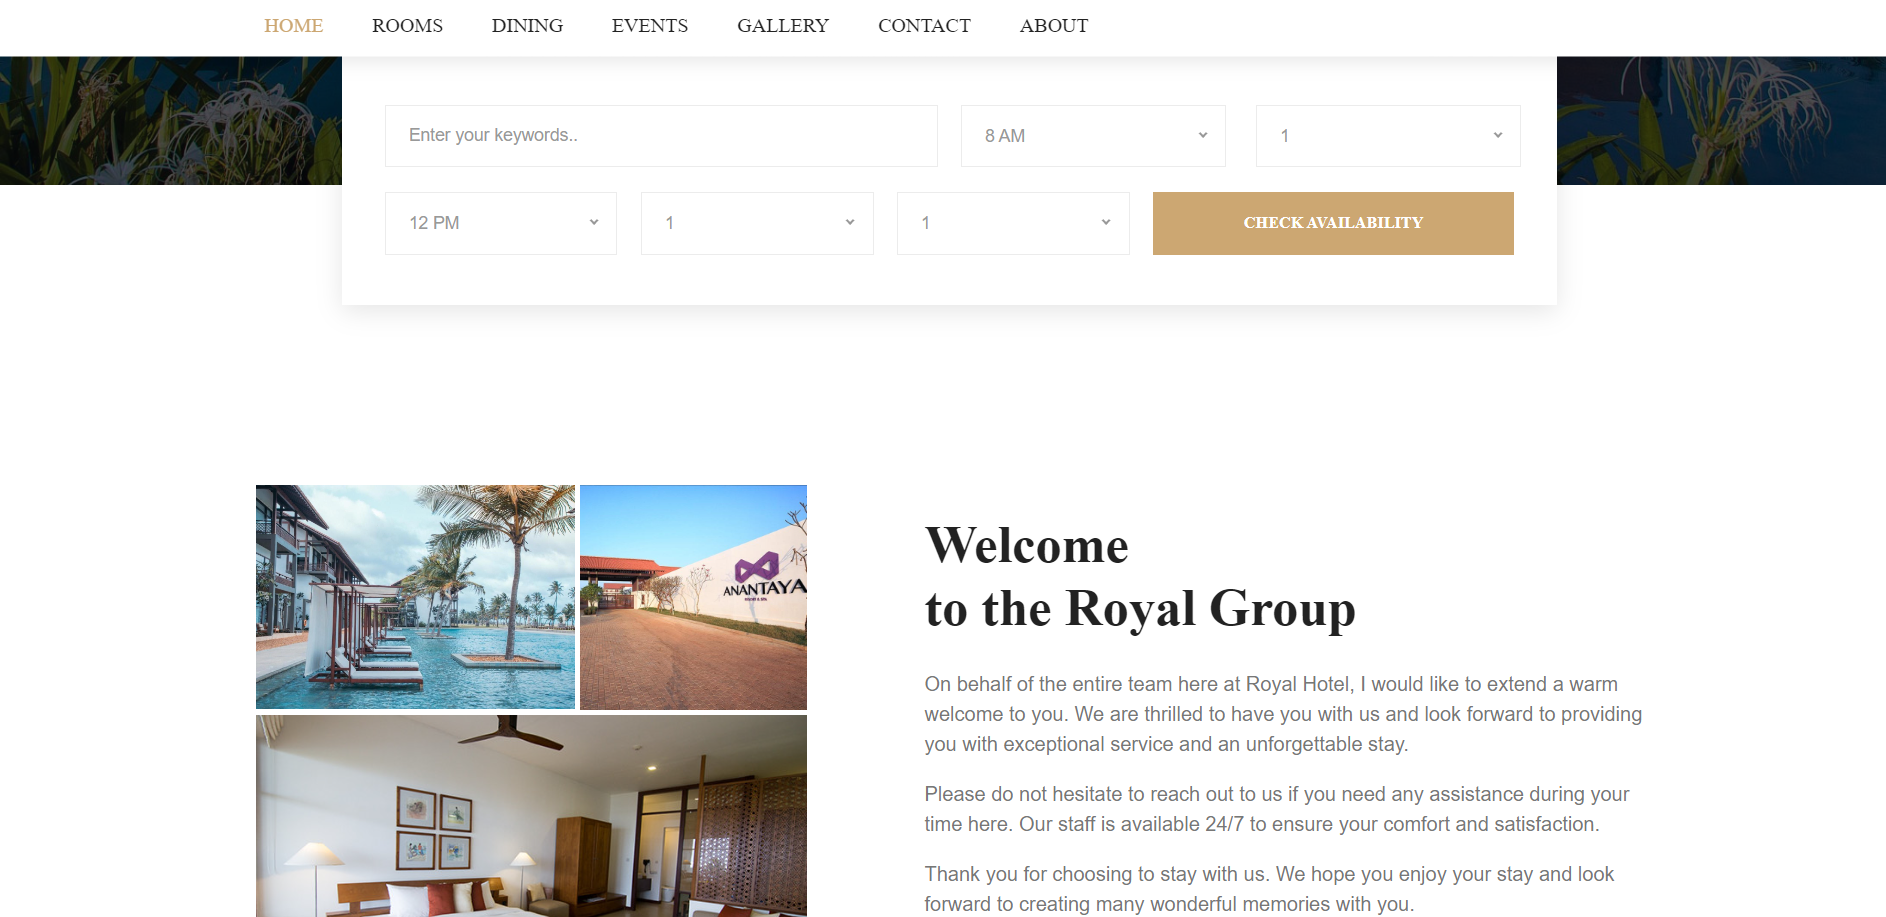 HOME ROOMS DINING EVENTS GALLERY CONTACT ABOUT
Enter your keywords.. 8 AM 1
12 PM 1 1 CHECK AVAILABILITY
ANANTAYA
Welcome
to the Royal Group
On behalf of the entire team here at Royal Hotel, I would like to extend a warm
welcome to you. We are thrilled to have you with us and look forward to providing
you with exceptional service and an unforgettable stay.
Please do not hesitate to reach out to us if you need any assistance during your
time here. Our staff is available 24/7 to ensure your comfort and satisfaction.
Thank you for choosing to stay with us. We hope you enjoy your stay and look
forward to creating many wonderful memories with you.